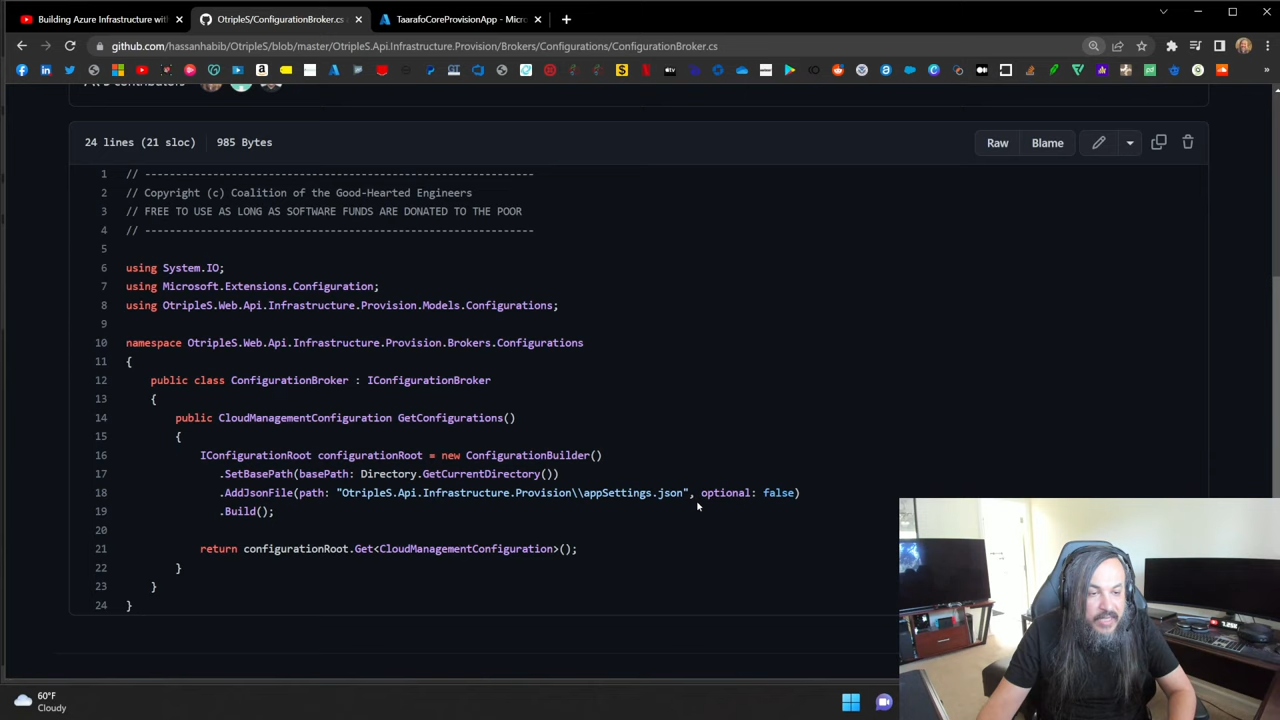 Building Azure Infrastructure with
OtripleS/ConfigurationBroker.cs
TaarafoCoreProvisionApp - Micro
github.com/hassanhabib/OtripleS/blob/master/OtripleS.Api.Infrastructure.Provision/Brokers/Configurations/ConfigurationBroker.cs
24 lines (21 sloc) 985 Bytes
Raw Blame
1 // --------------------------------------------------------------
2 // Copyright (c) Coalition of the Good-Hearted Engineers
3 // FREE TO USE AS LONG AS SOFTWARE FUNDS ARE DONATED TO THE POOR
4 // --------------------------------------------------------------
5
6 using System.IO;
7 using Microsoft.Extensions.Configuration;
8 using OtripleS.Web.Api.Infrastructure.Provision.Models.Configurations;
9
10 namespace OtripleS.Web.Api.Infrastructure.Provision.Brokers.Configurations
11 {
12 public class ConfigurationBroker : IConfigurationBroker
13 {
14 public CloudManagementConfiguration GetConfigurations()
15 {
16 IConfigurationRoot configurationRoot = new ConfigurationBuilder()
17 .SetBasePath(basePath: Directory.GetCurrentDirectory())
18 .AddJsonFile(path: "OtripleS.Api.Infrastructure.Provision\\appSettings.json", optional: false)
19 .Build();
20
21 return configurationRoot.Get<CloudManagementConfiguration>();
22 }
23 }
24 }
60°F
Cloudy